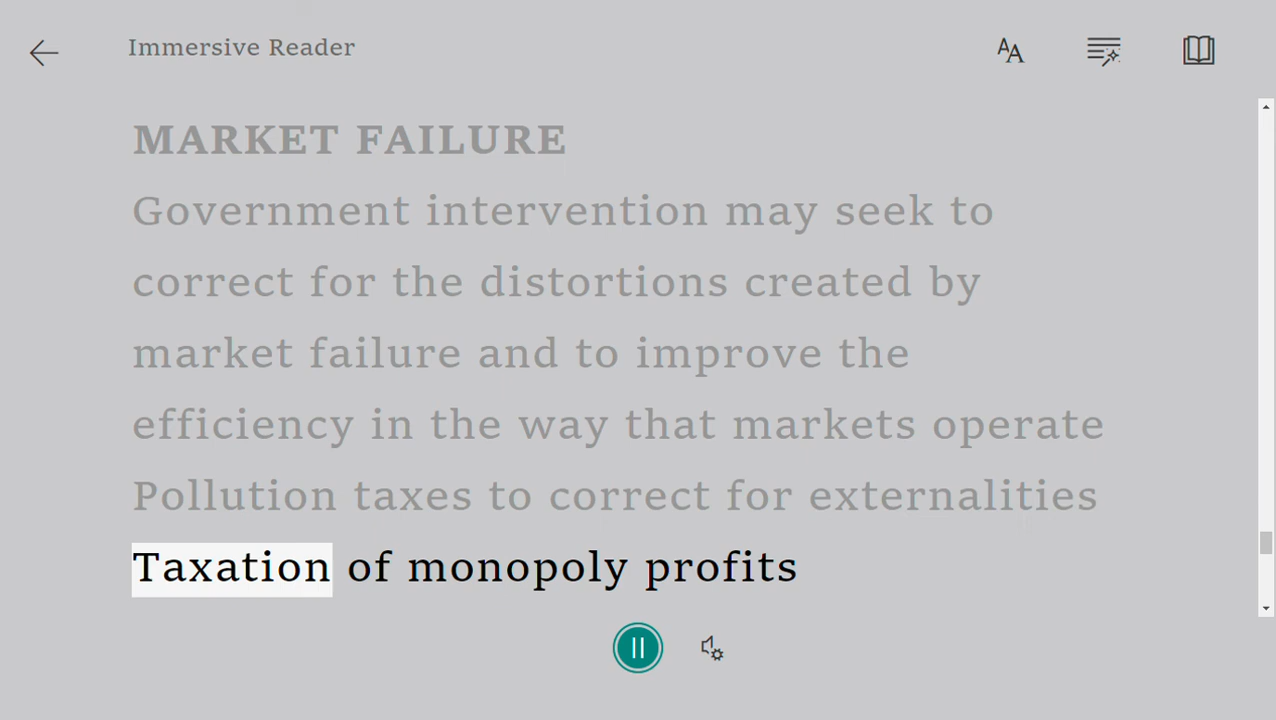 Immersive Reader
MARKET FAILURE
Government intervention may seek to
correct for the distortions created by
market failure and to improve the
efficiency in the way that markets operate
Pollution taxes to correct for externalities
Taxation of monopoly profits